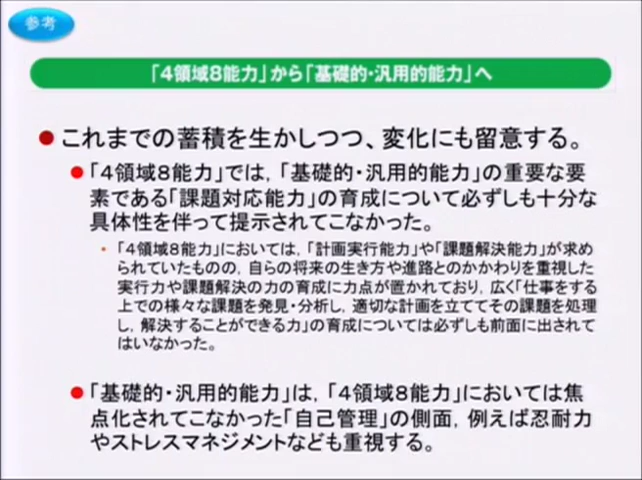 参考
「4領域8能力」から「基礎的・汎用的能力」へ
●これまでの蓄積を生かしつつ、変化にも留意する。
●「4領域8能力」では，「基礎的・汎用的能力」の重要な要
素である「課題対応能力」の育成について必ずしも十分な
具体性を伴って提示されてこなかった。
・「4領域8能力」においては，「計画実行能力」や「課題解決能力」が求め
られていたものの，自らの将来の生き方や進路とのかかわりを重視した
実行力や課題解決の力の育成に力点が置かれており，広く「仕事をする
上での様々な課題を発見・分析し，適切な計画を立ててその課題を処理
し，解決することができる力」の育成については必ずしも前面に出されて
はいなかった。
●「基礎的・汎用的能力」は，「4領域8能力」においては焦
点化されてこなかった「自己管理」の側面，例えば忍耐力
やストレスマネジメントなども重視する。